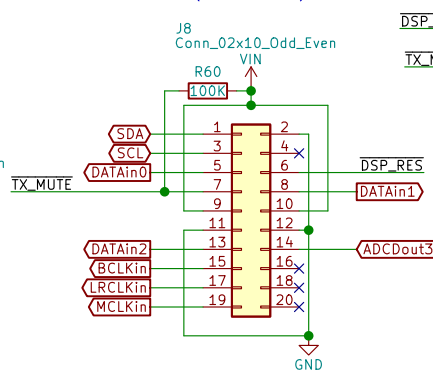 DSP_
J8
Conn_02x10_Odd_Even
VIN
TX_M
R60
100K
n
SDA 1 2
SCL 3 4
DATAin0 5 6 DSP_RES
TX_MUTE 7 8 DATAin1
9 10
11 12
DATAin2 13 14 ADCDout3
BCLKin 15 16
LRCLKin 17 18
MCLKin 19 20
GND